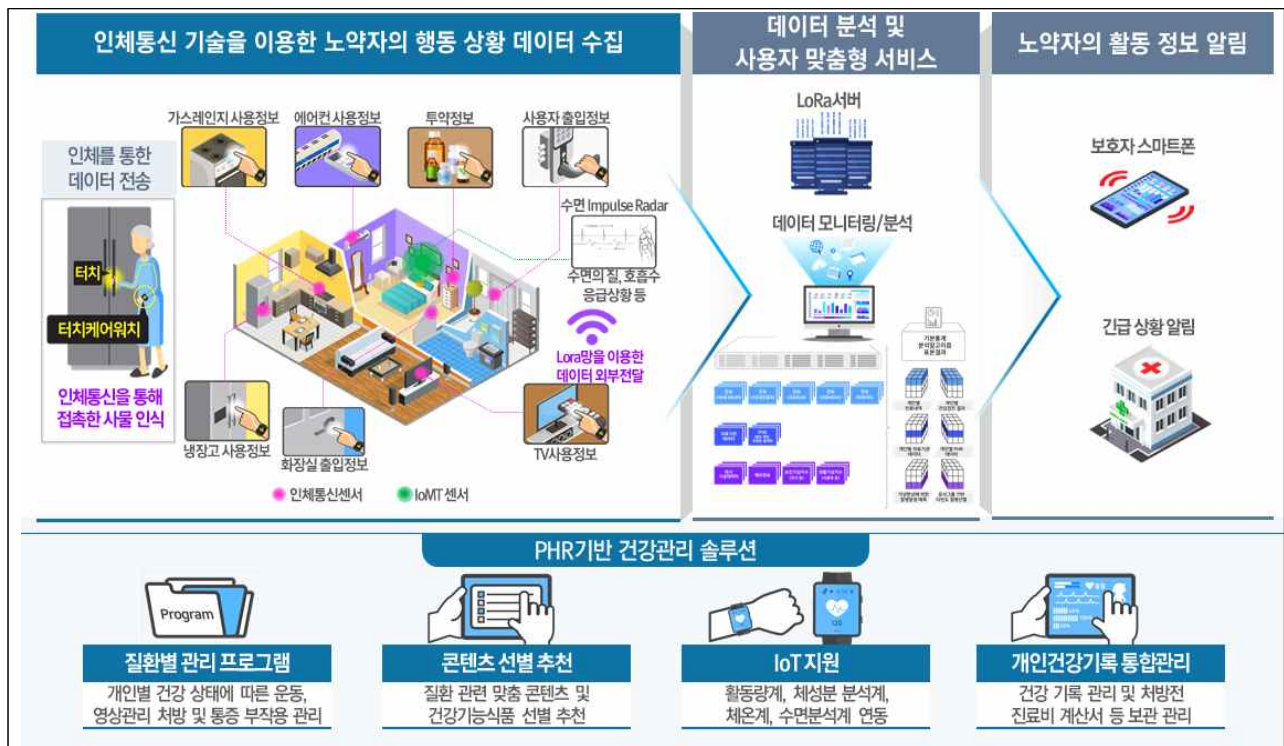 인체통신 기술을 이용한 노약자의 행동 상황 데이터 수집
데이터 분석 및
사용자 맞춤형 서비스
노약자의 활동 정보 알림
인체를 통한
데이터 전송
터치
터치케어워치
인체통신을 통해
접촉한 사물 인식
가스레인지 사용정보
에어컨 사용정보
투약정보
사용자 출입정보
수면 Impulse Radar
수면의 질, 호흡수
응급상황 등
Lora망을 이용한
데이터 외부전달
냉장고 사용정보
화장실 출입정보
TV사용정보
인체통신센서
IoMT 센서
LoRa서버
데이터 모니터링/분석
기본통계
분석알고리즘
표본결과
보호자 스마트폰
긴급 상황 알림
PHR기반 건강관리 솔루션
Program
질환별 관리 프로그램
개인별 건강 상태에 따른 운동,
영상관리 처방 및 통증 부작용 관리
콘텐츠 선별 추천
질환 관련 맞춤 콘텐츠 및
건강기능식품 선별 추천
120
IoT 지원
활동량계, 체성분 분석계,
체온계, 수면분석계 연동
개인건강기록 통합관리
건강 기록 관리 및 처방전
진료비 계산서 등 보관 관리